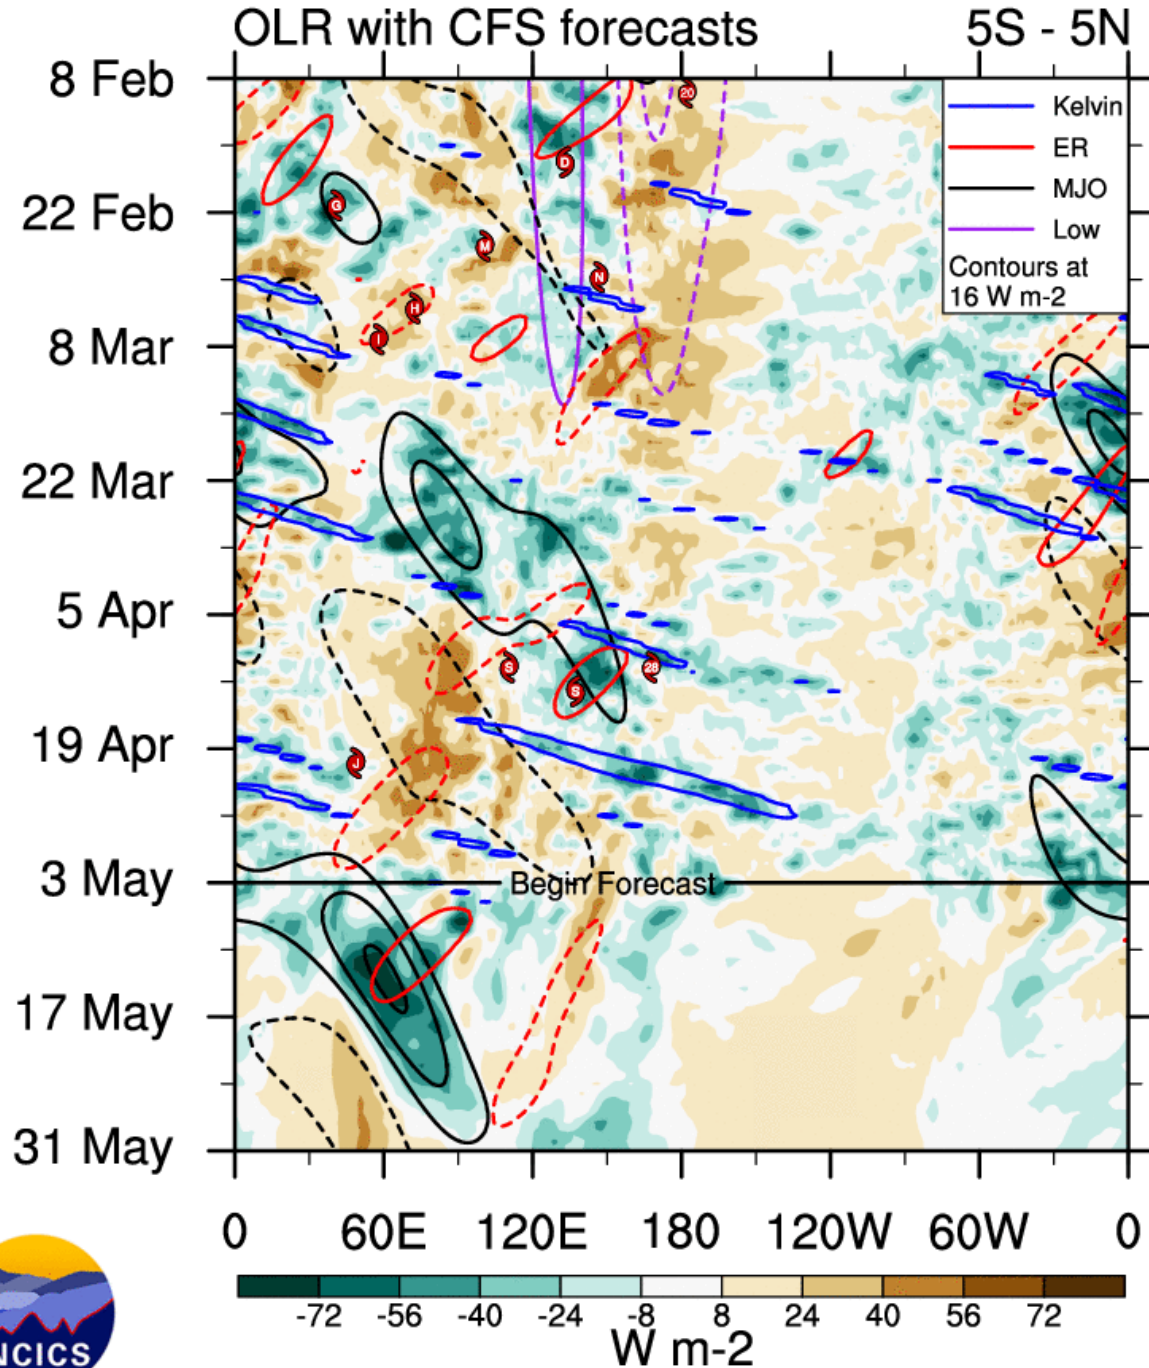 OLR with CFS forecasts 5S - 5N
8 Feb
22 Feb
8 Mar
22 Mar
5 Apr
19 Apr
3 May
17 May
31 May
Kelvin
ER
MJO
Low
Contours at
16 W m-2
20
D
G
M
N
H
I
S
28
S
J
Begin Forecast
0 60E 120E 180 120W 60W 0
-72 -56 -40 -24 -8 8 24 40 56 72
W m-2
NCICS